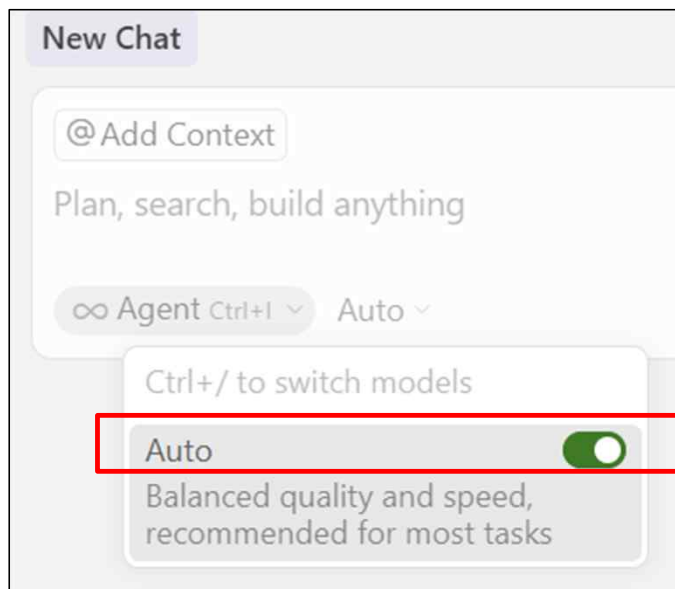 New Chat
@Add Context
Plan, search, build anything
∞ Agent Ctrl+I Auto
Ctrl+/ to switch models
Auto
Balanced quality and speed,
recommended for most tasks